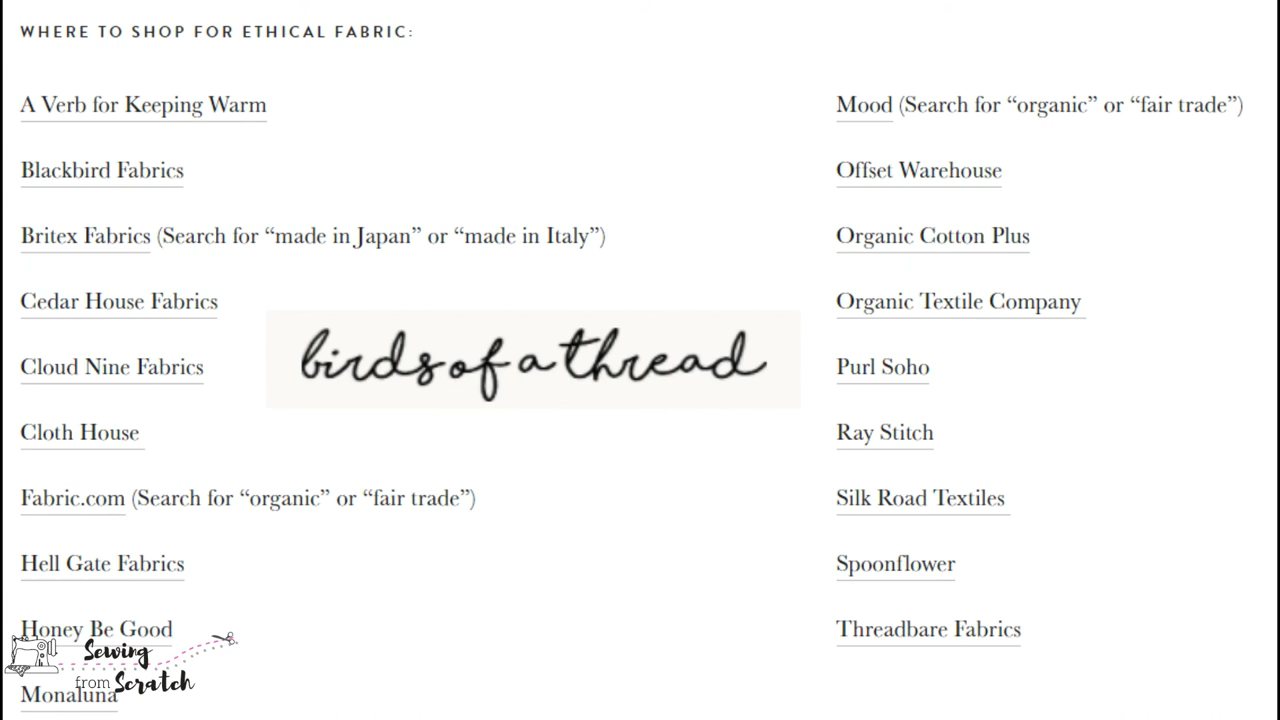 WHERE TO SHOP FOR ETHICAL FABRIC:
A Verb for Keeping Warm
Blackbird Fabrics
Britex Fabrics (Search for “made in Japan” or “made in Italy”)
Cedar House Fabrics
Cloud Nine Fabrics
Cloth House
Fabric.com (Search for “organic” or “fair trade”)
Hell Gate Fabrics
Honey Be Good
Monaluna
birds of a thread
Mood (Search for “organic” or “fair trade”)
Offset Warehouse
Organic Cotton Plus
Organic Textile Company
Purl Soho
Ray Stitch
Silk Road Textiles
Spoonflower
Threadbare Fabrics
Sewing
from Scratch